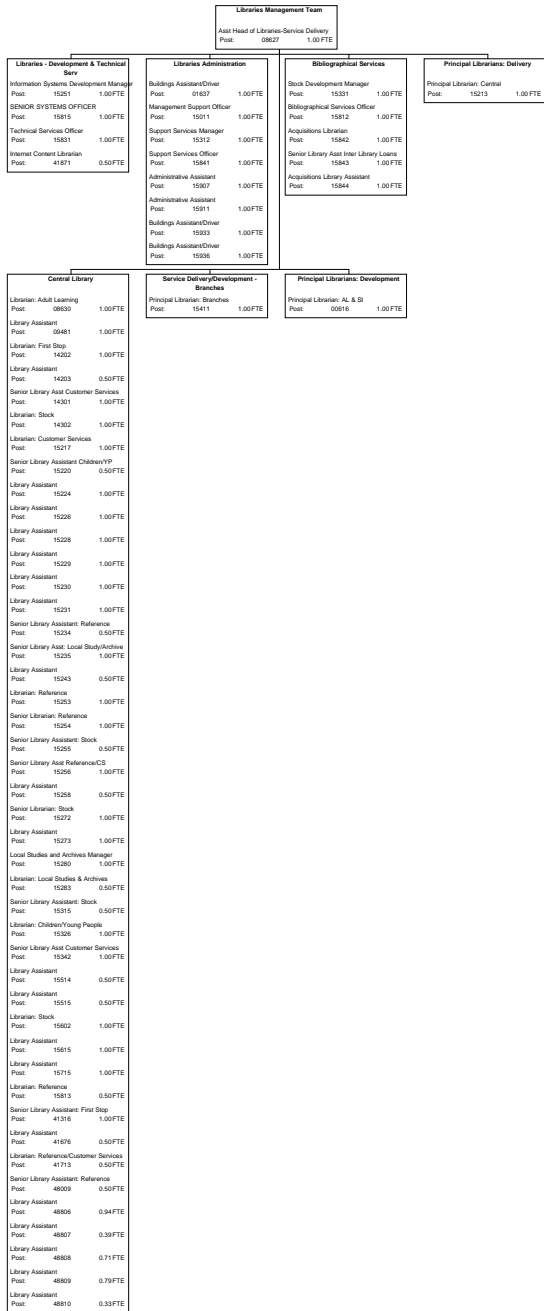 Libraries Management Team
Asst Head of Libraries-Service Delivery
Post: 08627 1.00 FTE
Libraries - Development & Technical
Serv
Information Systems Development Manager
Post: 15251 1.00 FTE
SENIOR SYSTEMS OFFICER
Post: 15815 1.00 FTE
Technical Services Officer
Post: 15831 1.00 FTE
Internet Content Librarian
Post: 41871 0.50 FTE
Libraries Administration
Buildings Assistant/Driver
Post: 01637 1.00 FTE
Management Support Officer
Post: 15011 1.00 FTE
Support Services Manager
Post: 15312 1.00 FTE
Support Services Officer
Post: 15841 1.00 FTE
Administrative Assistant
Post: 15907 1.00 FTE
Administrative Assistant
Post: 15911 1.00 FTE
Buildings Assistant/Driver
Post: 15933 1.00 FTE
Buildings Assistant/Driver
Post: 15936 1.00 FTE
Bibliographical Services
Stock Development Manager
Post: 15331 1.00 FTE
Bibliographical Services Officer
Post: 15812 1.00 FTE
Acquisitions Librarian
Post: 15842 1.00 FTE
Senior Library Asst Inter Library Loans
Post: 15843 1.00 FTE
Acquisitions Library Assistant
Post: 15844 1.00 FTE
Principal Librarians: Delivery
Principal Librarian: Central
Post: 15213 1.00 FTE
Central Library
Librarian: Adult Learning
Post: 08630 1.00 FTE
Library Assistant
Post: 09481 1.00 FTE
Librarian: First Stop
Post: 14202 1.00 FTE
Library Assistant
Post: 14203 0.50 FTE
Senior Library Asst Customer Services
Post: 14301 1.00 FTE
Librarian: Stock
Post: 14302 1.00 FTE
Librarian: Customer Services
Post: 15217 1.00 FTE
Senior Library Assistant Children/YP
Post: 15220 0.50 FTE
Library Assistant
Post: 15224 1.00 FTE
Library Assistant
Post: 15226 1.00 FTE
Library Assistant
Post: 15228 1.00 FTE
Library Assistant
Post: 15229 1.00 FTE
Library Assistant
Post: 15230 1.00 FTE
Library Assistant
Post: 15231 1.00 FTE
Senior Library Assistant: Reference
Post: 15234 0.50 FTE
Senior Library Asst: Local Study/Archive
Post: 15235 1.00 FTE
Library Assistant
Post: 15243 0.50 FTE
Librarian: Reference
Post: 15253 1.00 FTE
Senior Librarian: Reference
Post: 15254 1.00 FTE
Senior Library Assistant: Stock
Post: 15255 0.50 FTE
Senior Library Asst Reference/CS
Post: 15256 1.00 FTE
Library Assistant
Post: 15258 0.50 FTE
Senior Librarian: Stock
Post: 15272 1.00 FTE
Library Assistant
Post: 15273 1.00 FTE
Local Studies and Archives Manager
Post: 15280 1.00 FTE
Librarian: Local Studies & Archives
Post: 15283 0.50 FTE
Senior Library Assistant: Stock
Post: 15315 0.50 FTE
Librarian: Children/Young People
Post: 15326 1.00 FTE
Senior Library Asst Customer Services
Post: 15342 1.00 FTE
Library Assistant
Post: 15514 0.50 FTE
Library Assistant
Post: 15515 0.50 FTE
Librarian: Stock
Post: 15602 1.00 FTE
Library Assistant
Post: 15615 1.00 FTE
Library Assistant
Post: 15715 1.00 FTE
Librarian: Reference
Post: 15813 0.50 FTE
Senior Library Assistant: First Stop
Post: 41316 1.00 FTE
Library Assistant
Post: 41676 0.50 FTE
Librarian: Reference/Customer Services
Post: 41713 0.50 FTE
Senior Library Assistant: Reference
Post: 48009 0.50 FTE
Library Assistant
Post: 48806 0.94 FTE
Library Assistant
Post: 48807 0.39 FTE
Library Assistant
Post: 48808 0.71 FTE
Library Assistant
Post: 48809 0.79 FTE
Library Assistant
Post: 48810 0.33 FTE
Service Delivery/Development -
Branches
Principal Librarian: Branches
Post: 15411 1.00 FTE
Principal Librarians: Development
Principal Librarian: AL & SI
Post: 00616 1.00 FTE